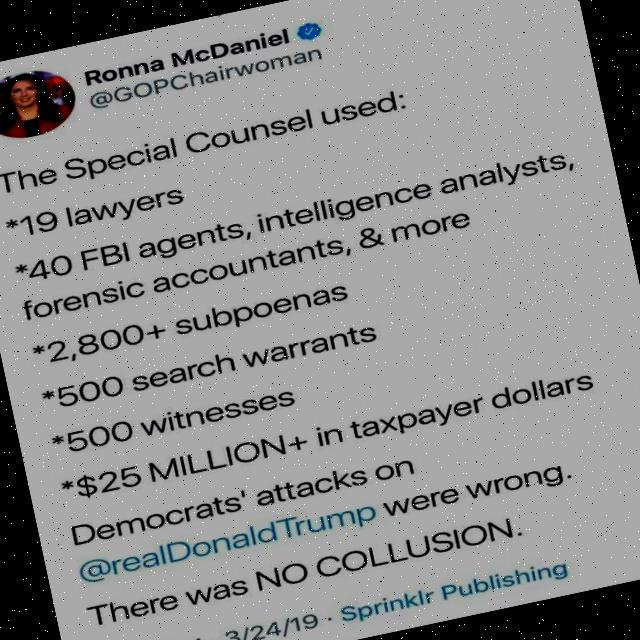 Ronna McDaniel
@GOPChairwoman
The Special Counsel used:
*19 lawyers
*40 FBI agents, intelligence analysts,
forensic accountants, & more
*2,800+ subpoenas
*500 search warrants
*500 witnesses
*$25 MILLION+ in taxpayer dollars
Democrats' attacks on
@realDonaldTrump were wrong.
There was NO COLLUSION.
3/24/19 · Sprinklr Publishing